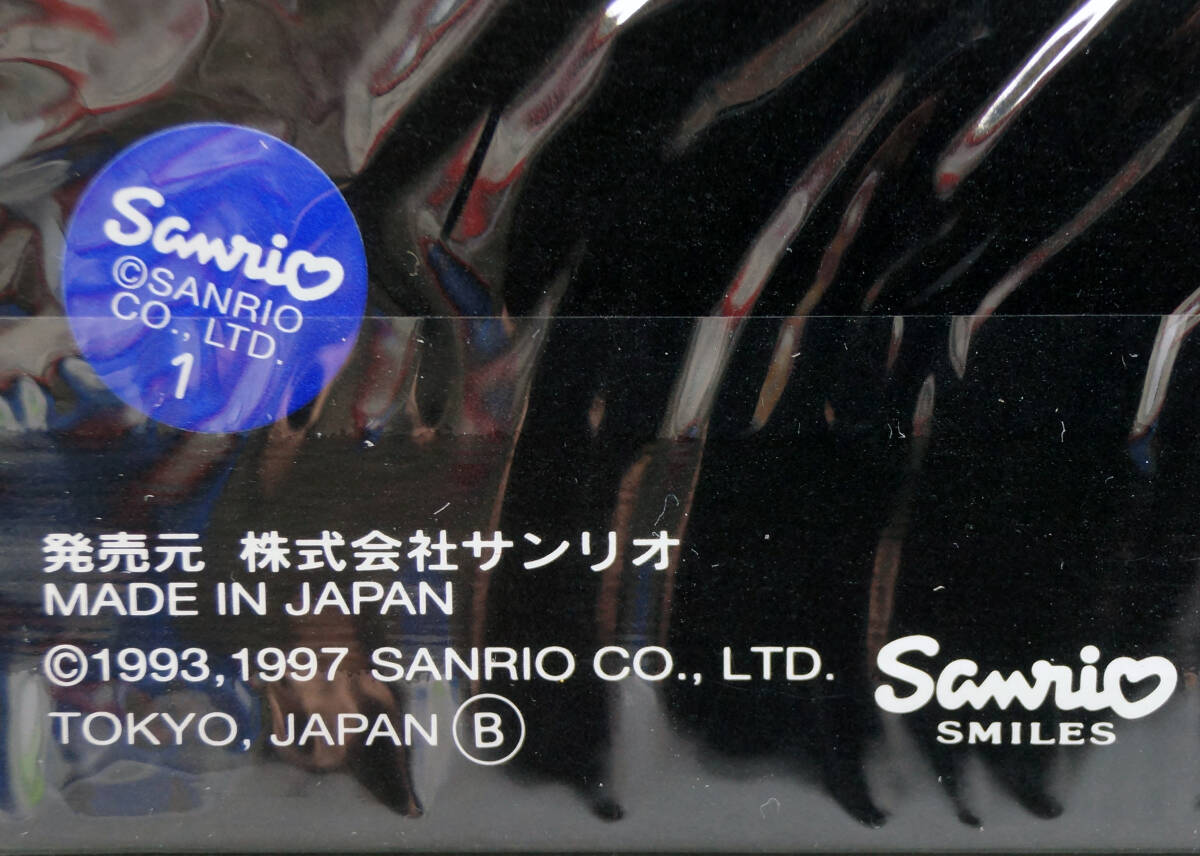 Sanrio
©SANRIO
CO., LTD.
1
発売元 株式会社サンリオ
MADE IN JAPAN
©1993,1997 SANRIO CO., LTD.
TOKYO, JAPAN Ⓑ
Sanrio
SMILES